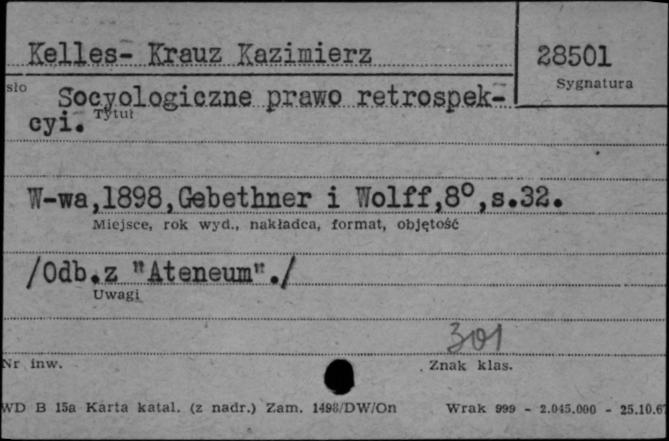 Kelles- Krauz Kazimierz
28501
Sygnatura
sło
Socyologiczne prawo retrospek-
cyi.
Tytuł
W-wa,1898,Gebethner i Wolff,8°,s.32.
Miejsce, rok wyd., nakładca, format, objętość
/Odb.z "Ateneum"./
Uwagi
301
Nr inw.
Znak klas.
WD B 15a Karta katal. (z nadr.) Zam. 1498/DW/On Wrak 999 - 2.045.000 - 25.10.67